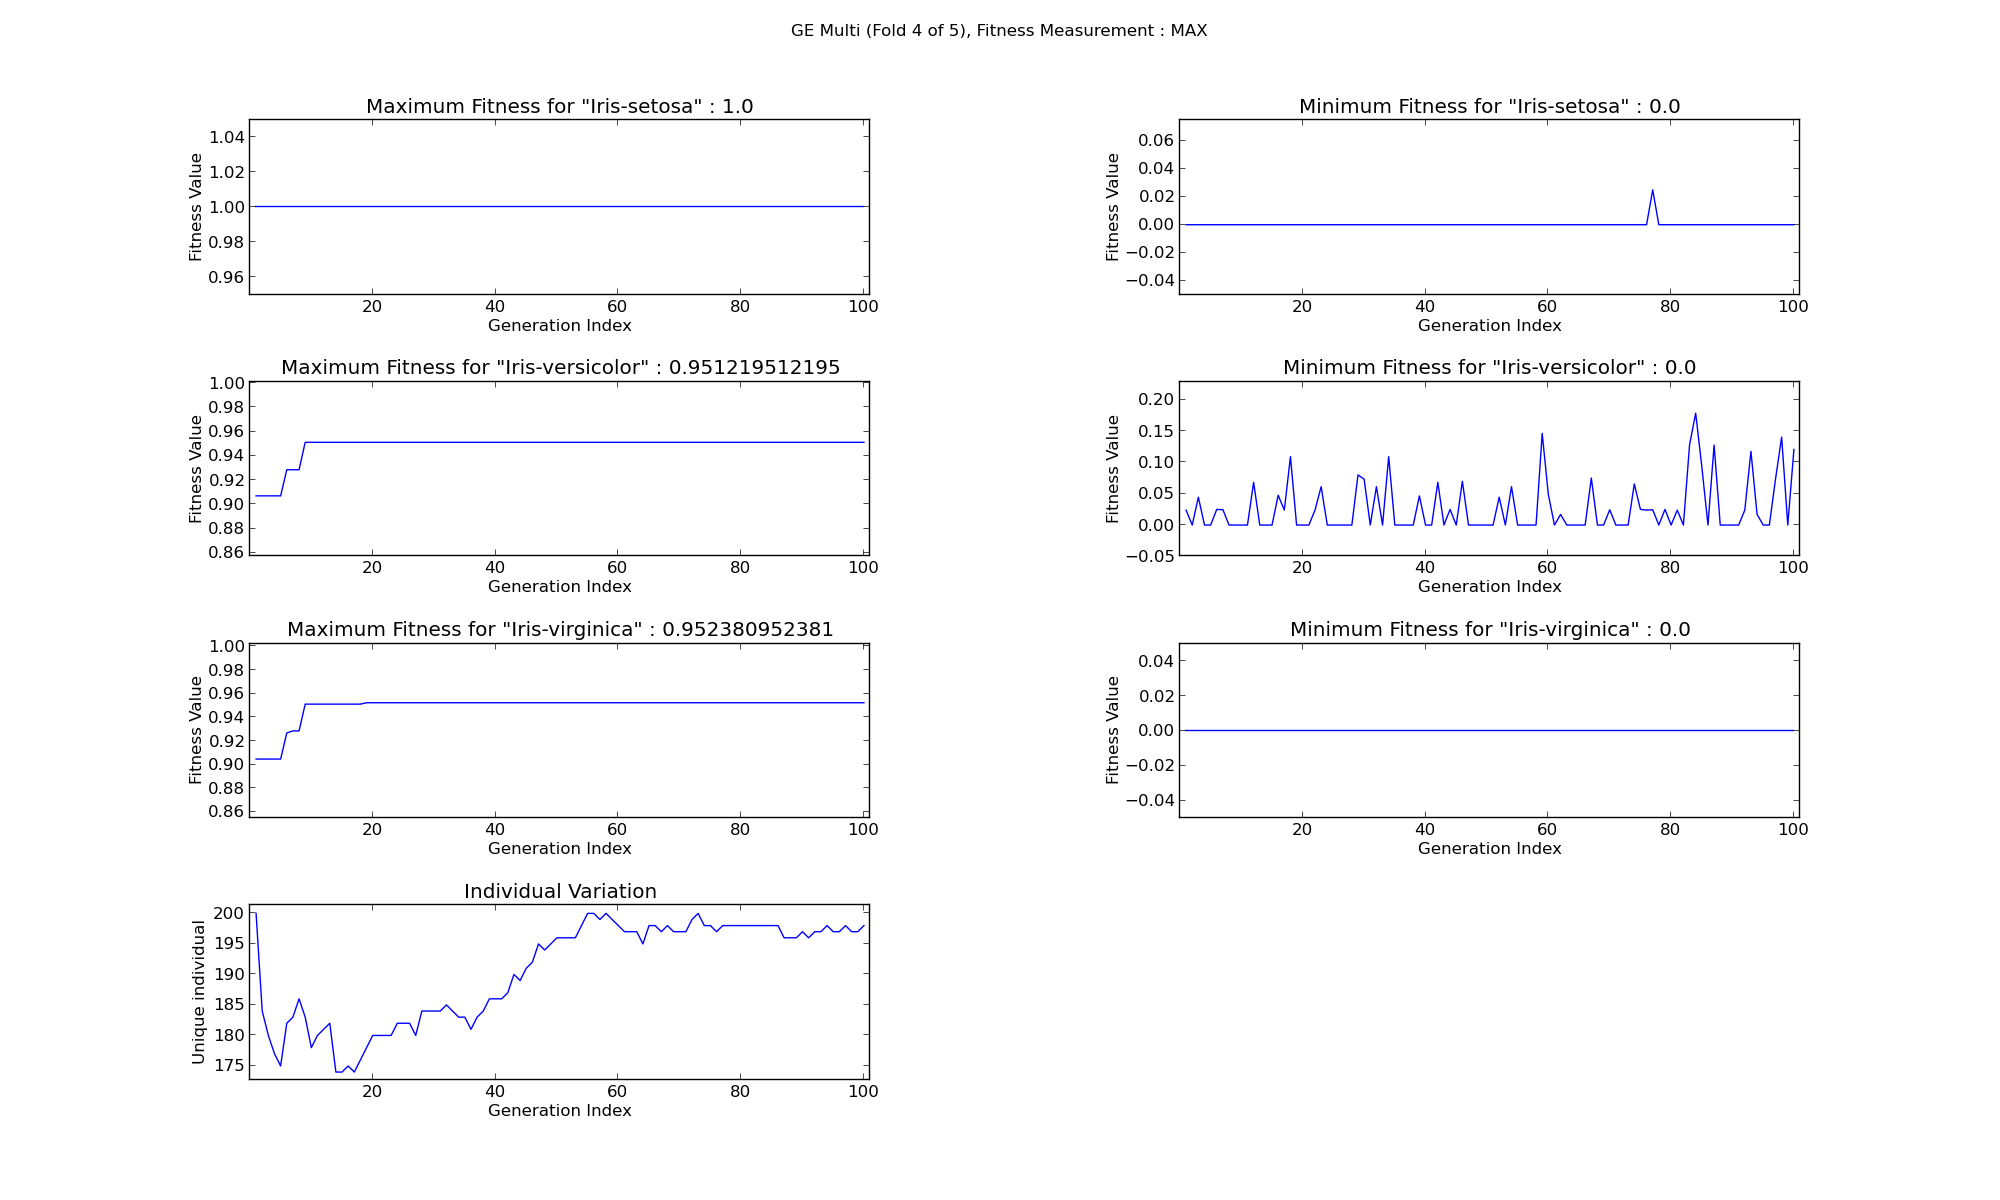 GE Multi (Fold 4 of 5), Fitness Measurement : MAX
Maximum Fitness for "Iris-setosa" : 1.0
1.04
1.02
1.00
0.98
0.96
Fitness Value
20 40 60 80 100
Generation Index
Minimum Fitness for "Iris-setosa" : 0.0
0.06
0.04
0.02
0.00
−0.02
−0.04
Fitness Value
20 40 60 80 100
Generation Index
Maximum Fitness for "Iris-versicolor" : 0.951219512195
1.00
0.98
0.96
0.94
0.92
0.90
0.88
0.86
Fitness Value
20 40 60 80 100
Generation Index
Minimum Fitness for "Iris-versicolor" : 0.0
0.20
0.15
0.10
0.05
0.00
−0.05
Fitness Value
20 40 60 80 100
Generation Index
Maximum Fitness for "Iris-virginica" : 0.952380952381
1.00
0.98
0.96
0.94
0.92
0.90
0.88
0.86
Fitness Value
20 40 60 80 100
Generation Index
Minimum Fitness for "Iris-virginica" : 0.0
0.04
0.02
0.00
−0.02
−0.04
Fitness Value
20 40 60 80 100
Generation Index
Individual Variation
200
195
190
185
180
175
Unique individual
20 40 60 80 100
Generation Index